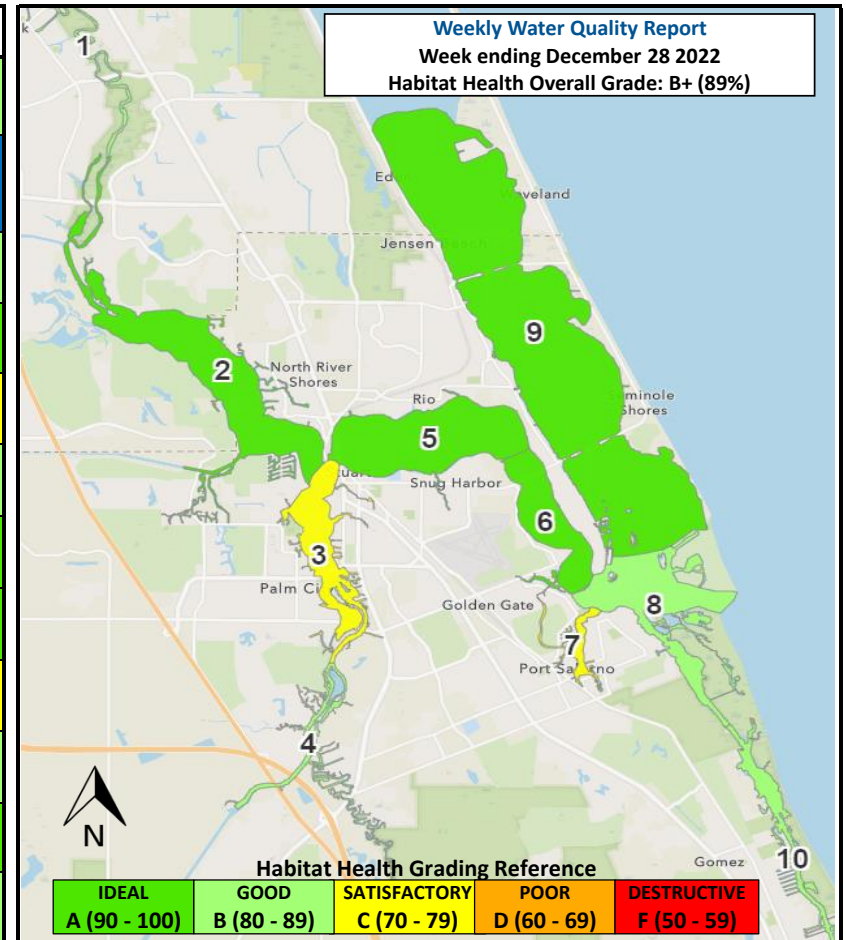 Weekly Water Quality Report
Week ending December 28 2022
Habitat Health Overall Grade: B+ (89%)
1
Jensen
9
2
North River
Shores
Rio
Shores
5
Snug Harbor
6
3
Palm
Golden Gate
8
7
Port
4
N
Gomez
10
Habitat Health Grading Reference
IDEAL
A (90 - 100)
GOOD
B (80 - 89)
SATISFACTORY
C (70 - 79)
POOR
D (60 - 69)
DESTRUCTIVE
F (50 - 59)